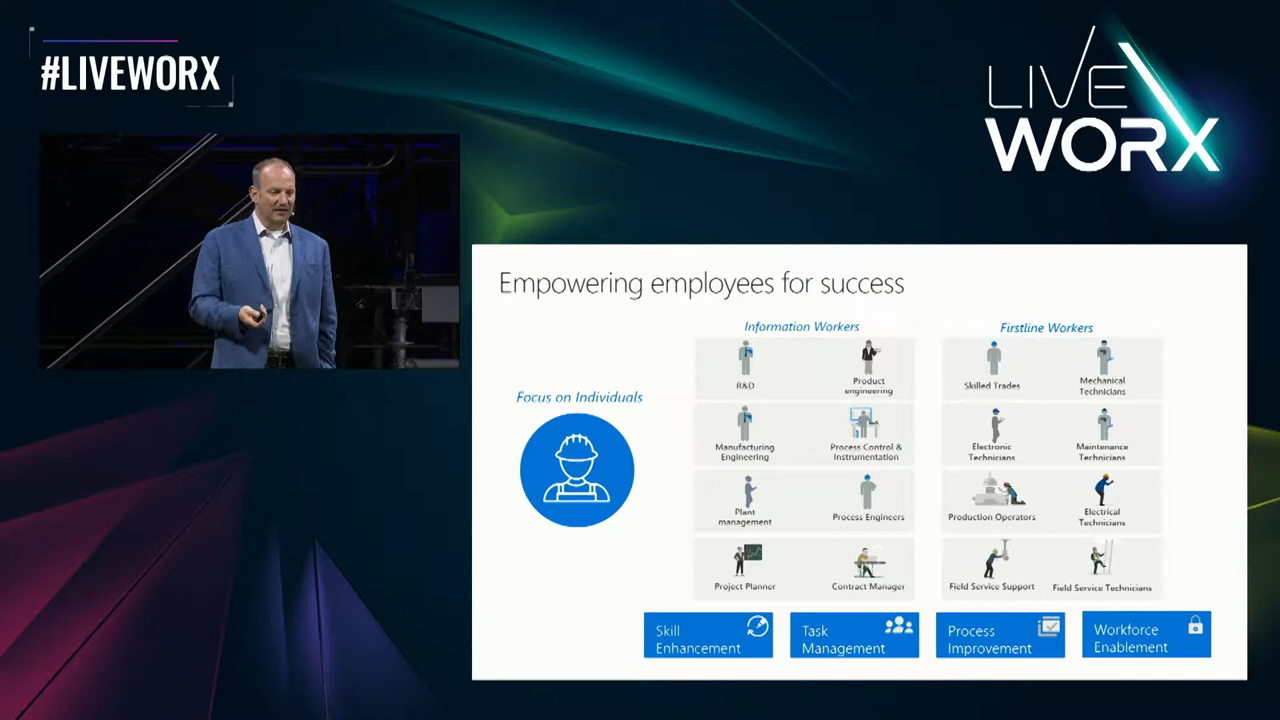 #LIVEWORX
LIVE
WORX
Empowering employees for success
Focus on Individuals
Information Workers
R&D
Product
engineering
Manufacturing
Engineering
Process Control &
Instrumentation
Plant
management
Process Engineers
Project Planner
Contract Manager
Firstline Workers
Skilled Trades
Mechanical
Technicians
Electronic
Technicians
Maintenance
Technicians
Production Operators
Electrical
Technicians
Field Service Support
Field Service Technicians
Skill
Enhancement
Task
Management
Process
Improvement
Workforce
Enablement